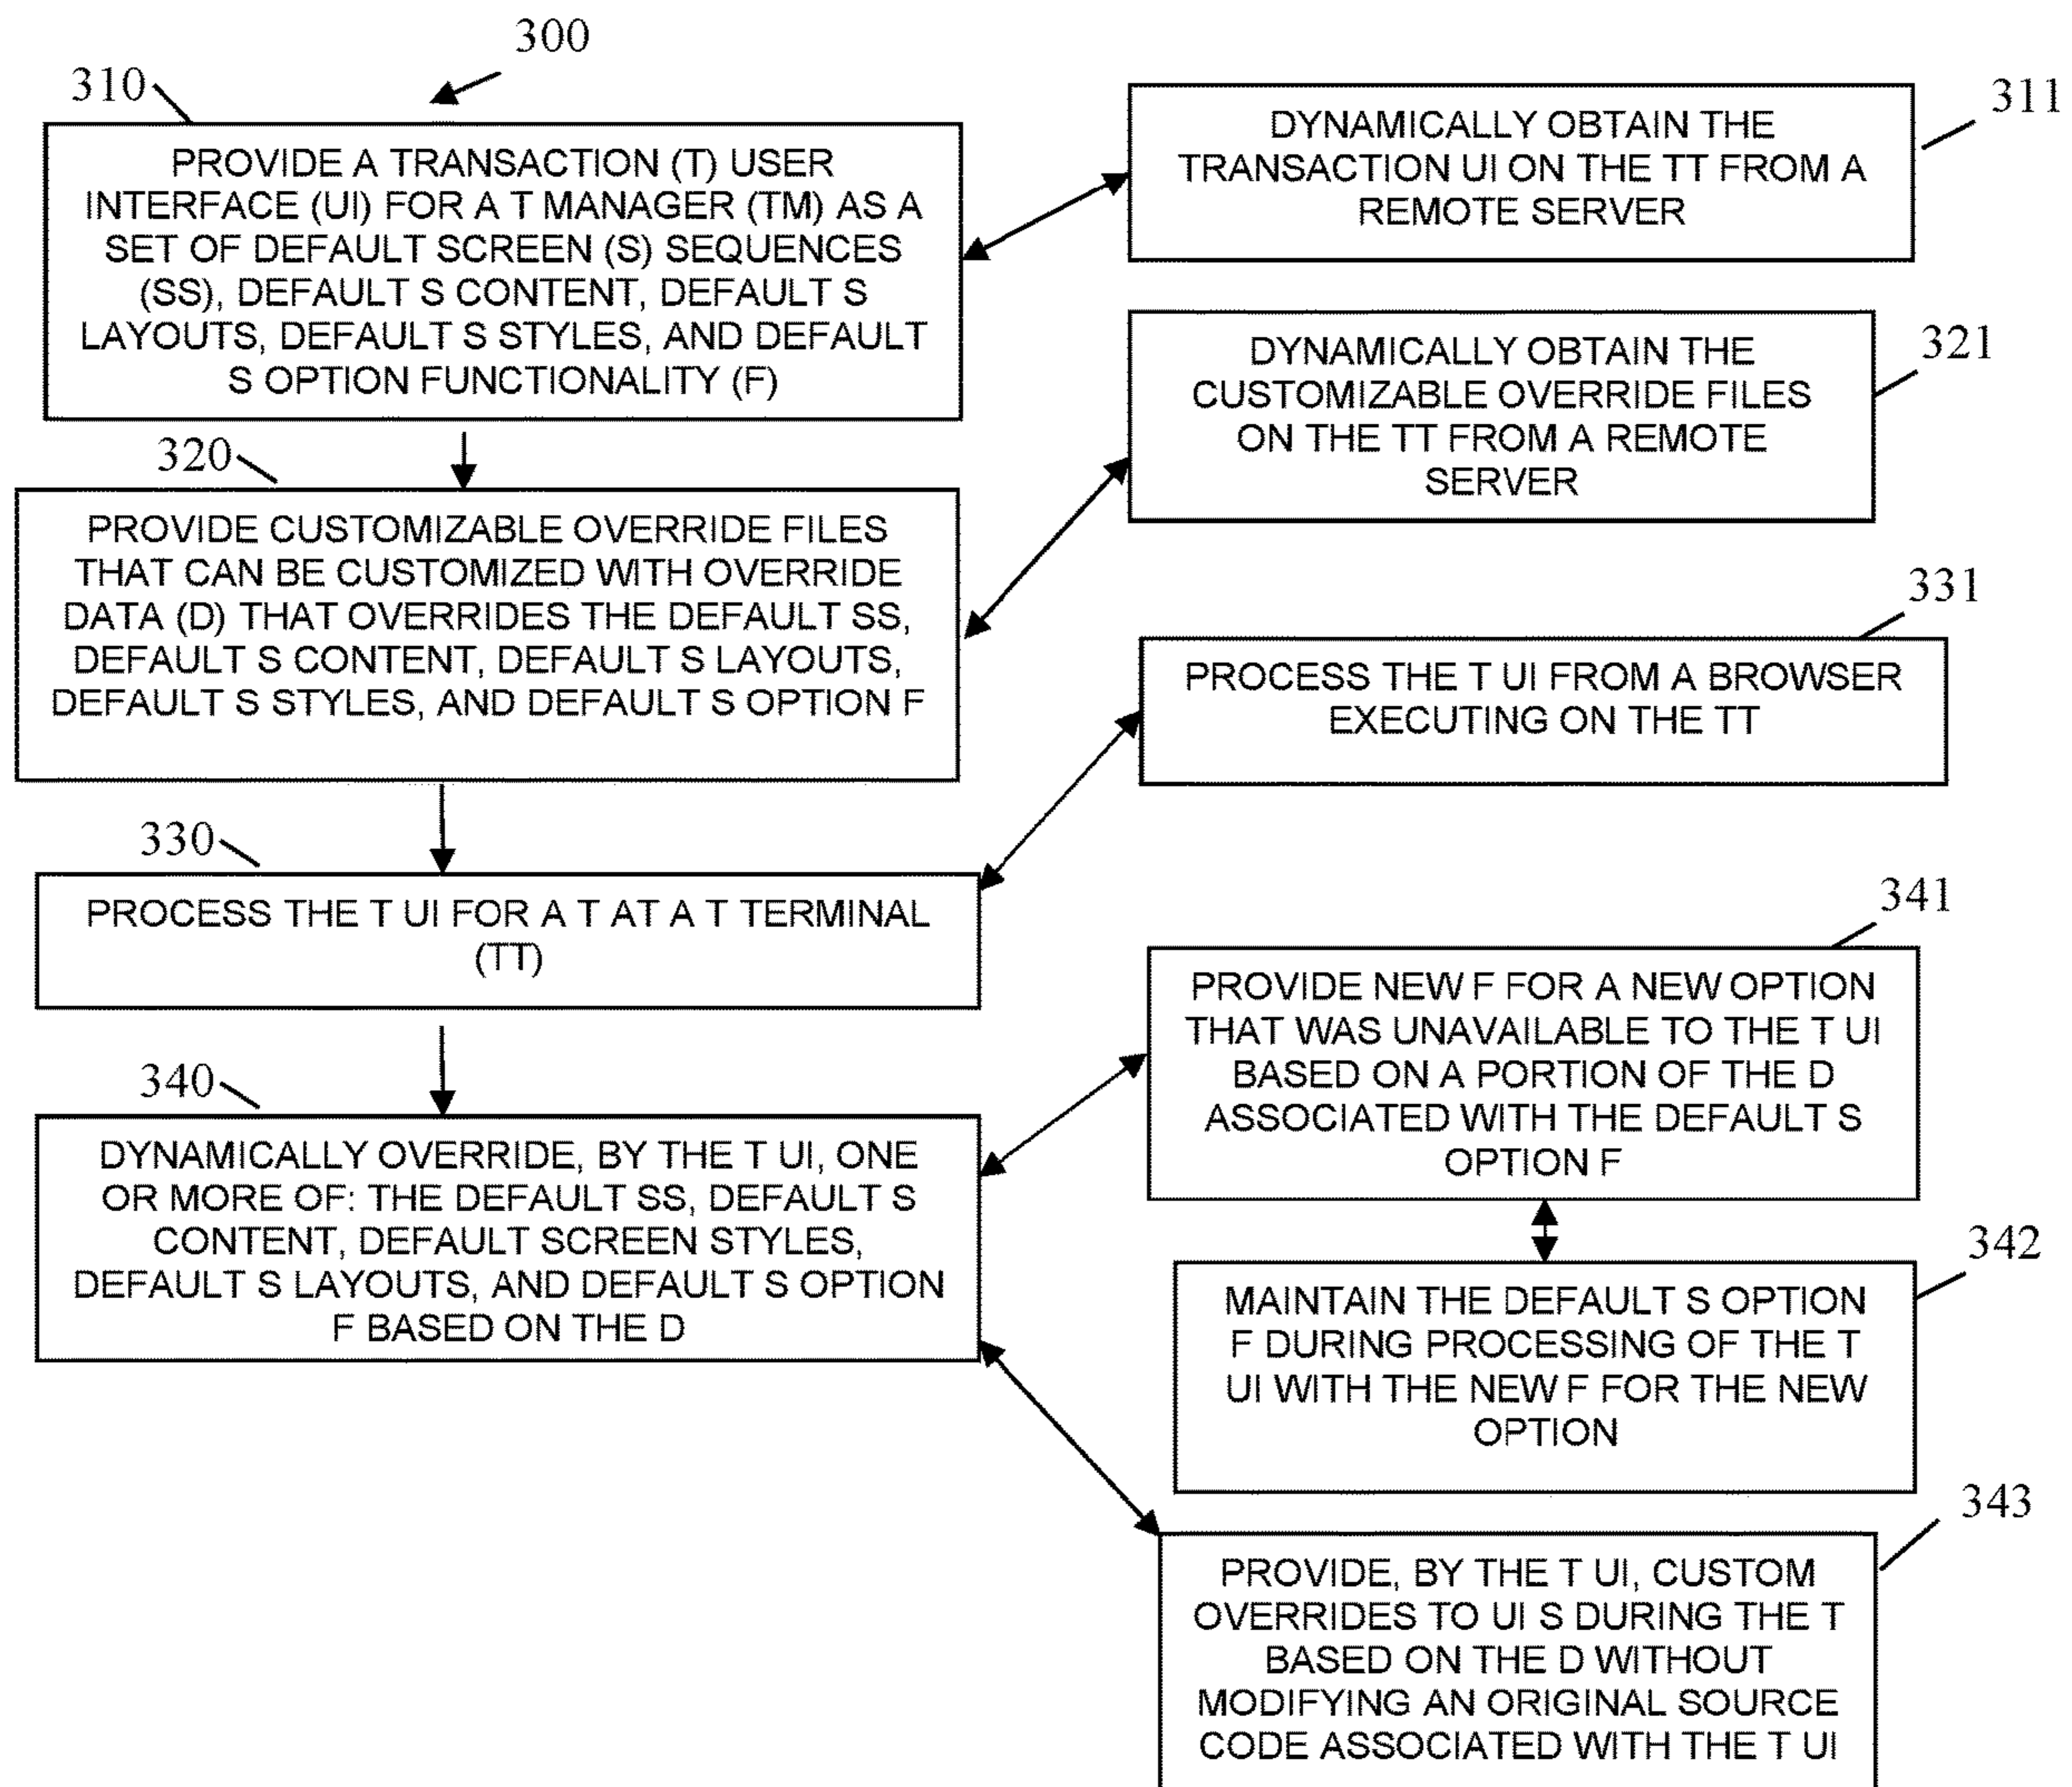 300
310
PROVIDE A TRANSACTION (T) USER
INTERFACE (UI) FOR A T MANAGER (TM) AS A
SET OF DEFAULT SCREEN (S) SEQUENCES
(SS), DEFAULT S CONTENT, DEFAULT S
LAYOUTS, DEFAULT S STYLES, AND DEFAULT
S OPTION FUNCTIONALITY (F)
311
DYNAMICALLY OBTAIN THE
TRANSACTION UI ON THE TT FROM A
REMOTE SERVER
320
PROVIDE CUSTOMIZABLE OVERRIDE FILES
THAT CAN BE CUSTOMIZED WITH OVERRIDE
DATA (D) THAT OVERRIDES THE DEFAULT SS,
DEFAULT S CONTENT, DEFAULT S LAYOUTS,
DEFAULT S STYLES, AND DEFAULT S OPTION F
321
DYNAMICALLY OBTAIN THE
CUSTOMIZABLE OVERRIDE FILES
ON THE TT FROM A REMOTE
SERVER
330
PROCESS THE T UI FOR A T AT A T TERMINAL
(TT)
331
PROCESS THE T UI FROM A BROWSER
EXECUTING ON THE TT
340
DYNAMICALLY OVERRIDE, BY THE T UI, ONE
OR MORE OF: THE DEFAULT SS, DEFAULT S
CONTENT, DEFAULT SCREEN STYLES,
DEFAULT S LAYOUTS, AND DEFAULT S OPTION
F BASED ON THE D
341
PROVIDE NEW F FOR A NEW OPTION
THAT WAS UNAVAILABLE TO THE T UI
BASED ON A PORTION OF THE D
ASSOCIATED WITH THE DEFAULT S
OPTION F
342
MAINTAIN THE DEFAULT S OPTION
F DURING PROCESSING OF THE T
UI WITH THE NEW F FOR THE NEW
OPTION
343
PROVIDE, BY THE T UI, CUSTOM
OVERRIDES TO UI S DURING THE T
BASED ON THE D WITHOUT
MODIFYING AN ORIGINAL SOURCE
CODE ASSOCIATED WITH THE T UI